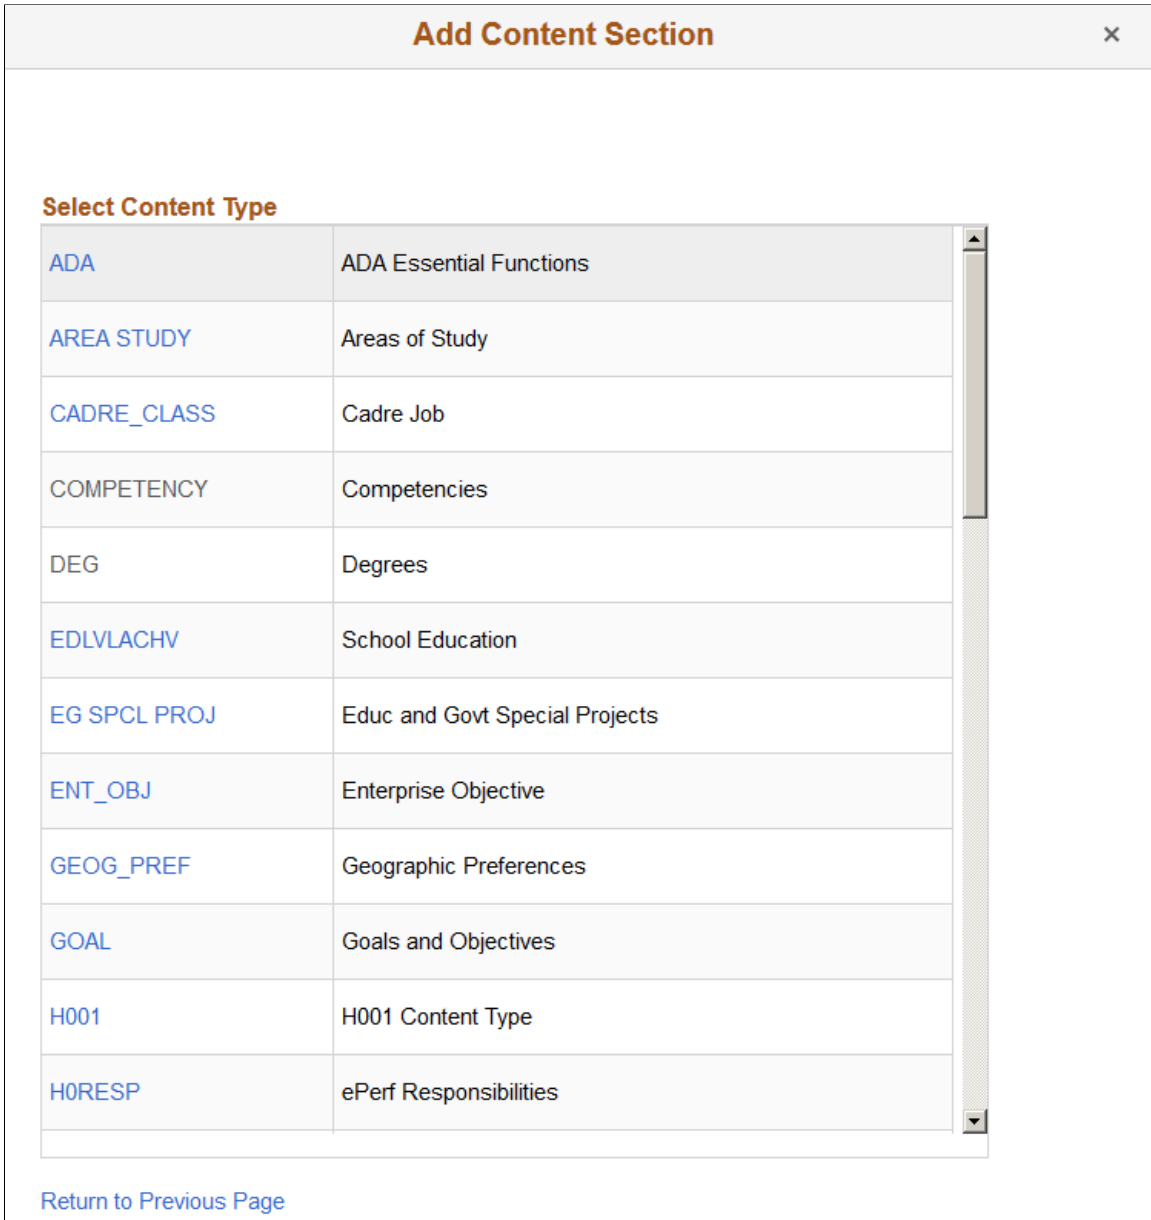 Add Content Section ×
Select Content Type
ADA ADA Essential Functions
AREA STUDY Areas of Study
CADRE_CLASS Cadre Job
COMPETENCY Competencies
DEG Degrees
EDLVLACHV School Education
EG SPCL PROJ Educ and Govt Special Projects
ENT_OBJ Enterprise Objective
GEOG_PREF Geographic Preferences
GOAL Goals and Objectives
H001 H001 Content Type
H0RESP ePerf Responsibilities
Return to Previous Page